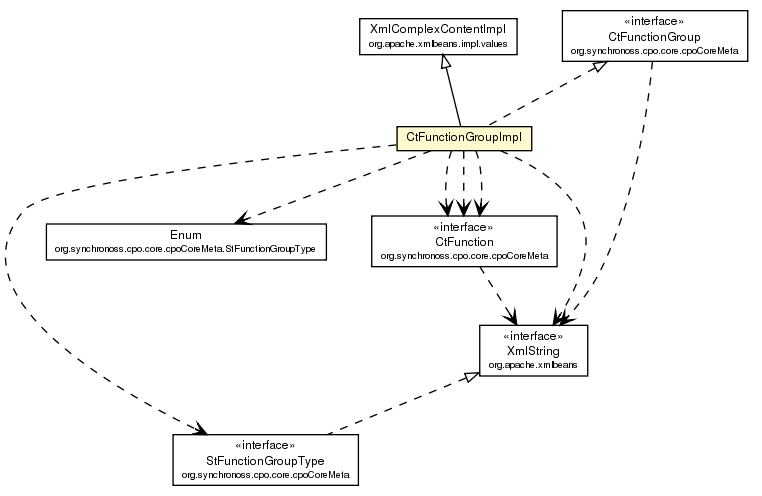 XmlComplexContentImpl
org.apache.xmlbeans.impl.values
«interface»
CtFunctionGroup
org.synchronoss.cpo.core.cpoCoreMeta
CtFunctionGroupImpl
Enum
org.synchronoss.cpo.core.cpoCoreMeta.StFunctionGroupType
«interface»
CtFunction
org.synchronoss.cpo.core.cpoCoreMeta
«interface»
XmlString
org.apache.xmlbeans
«interface»
StFunctionGroupType
org.synchronoss.cpo.core.cpoCoreMeta